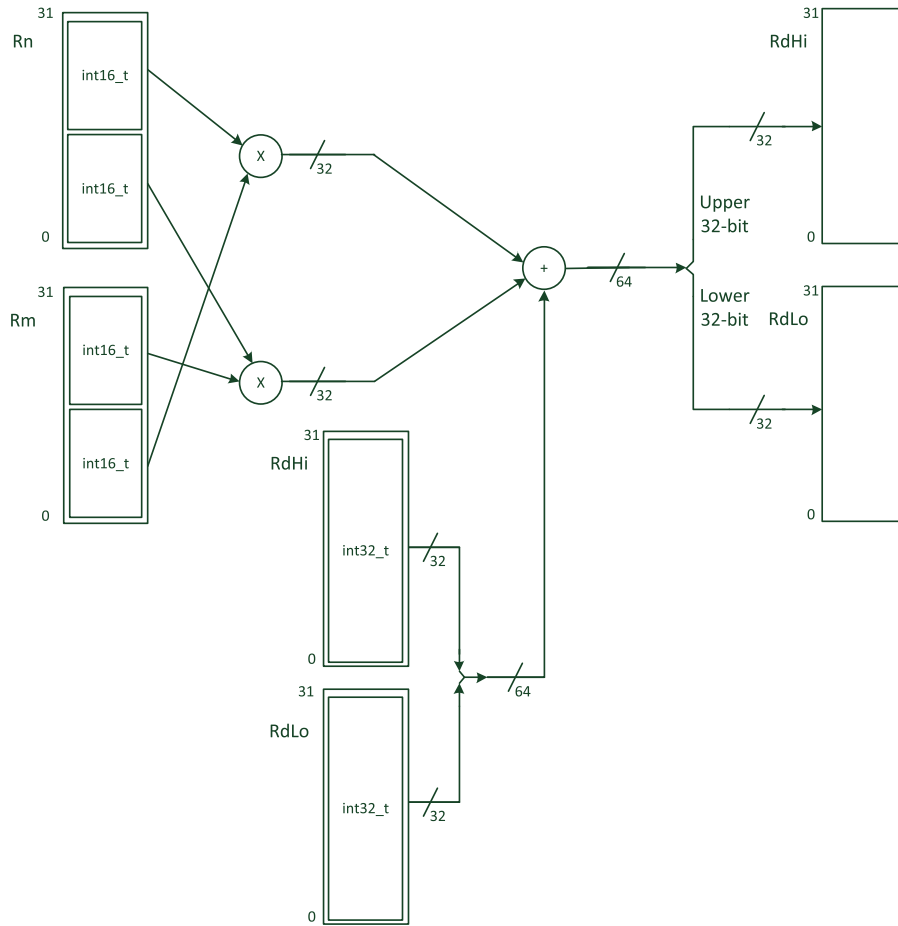 31
Rn
int16_t
int16_t
0
31
Rm
int16_t
int16_t
0
X
32
X
32
+
64
31
RdHi
int32_t
0
32
31
RdLo
int32_t
0
32
64
Upper
32-bit
Lower
32-bit
32
31
RdHi
0
32
31
RdLo
0